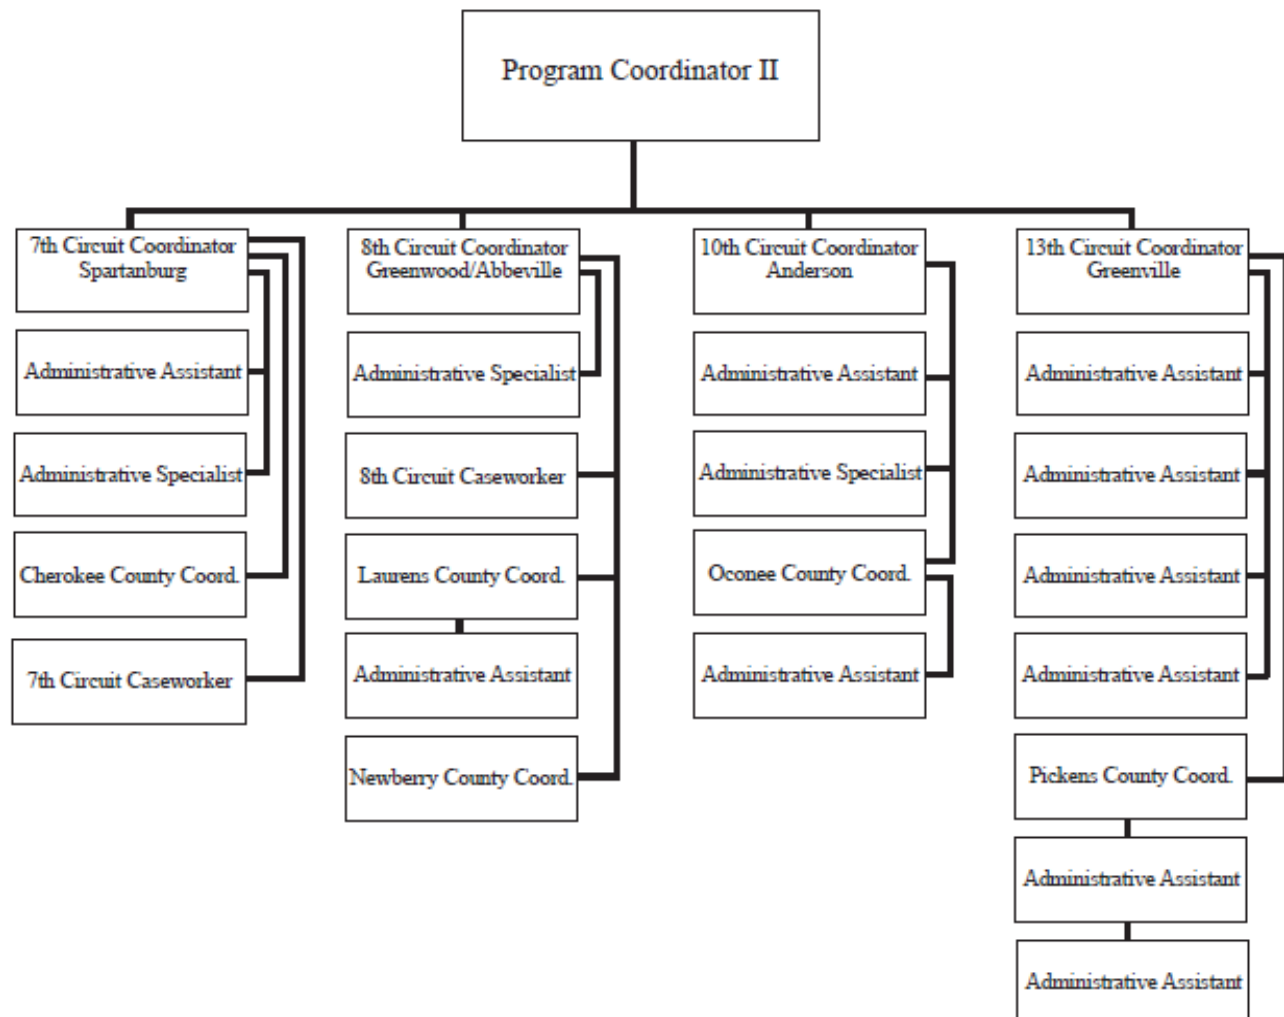 Program Coordinator II
7th Circuit Coordinator
Spartanburg
Administrative Assistant
Administrative Specialist
Cherokee County Coord.
7th Circuit Caseworker
8th Circuit Coordinator
Greenwood/Abbeville
Administrative Specialist
8th Circuit Caseworker
Laurens County Coord.
Administrative Assistant
Newberry County Coord.
10th Circuit Coordinator
Anderson
Administrative Assistant
Administrative Specialist
Oconee County Coord.
Administrative Assistant
13th Circuit Coordinator
Greenville
Administrative Assistant
Administrative Assistant
Administrative Assistant
Administrative Assistant
Pickens County Coord.
Administrative Assistant
Administrative Assistant